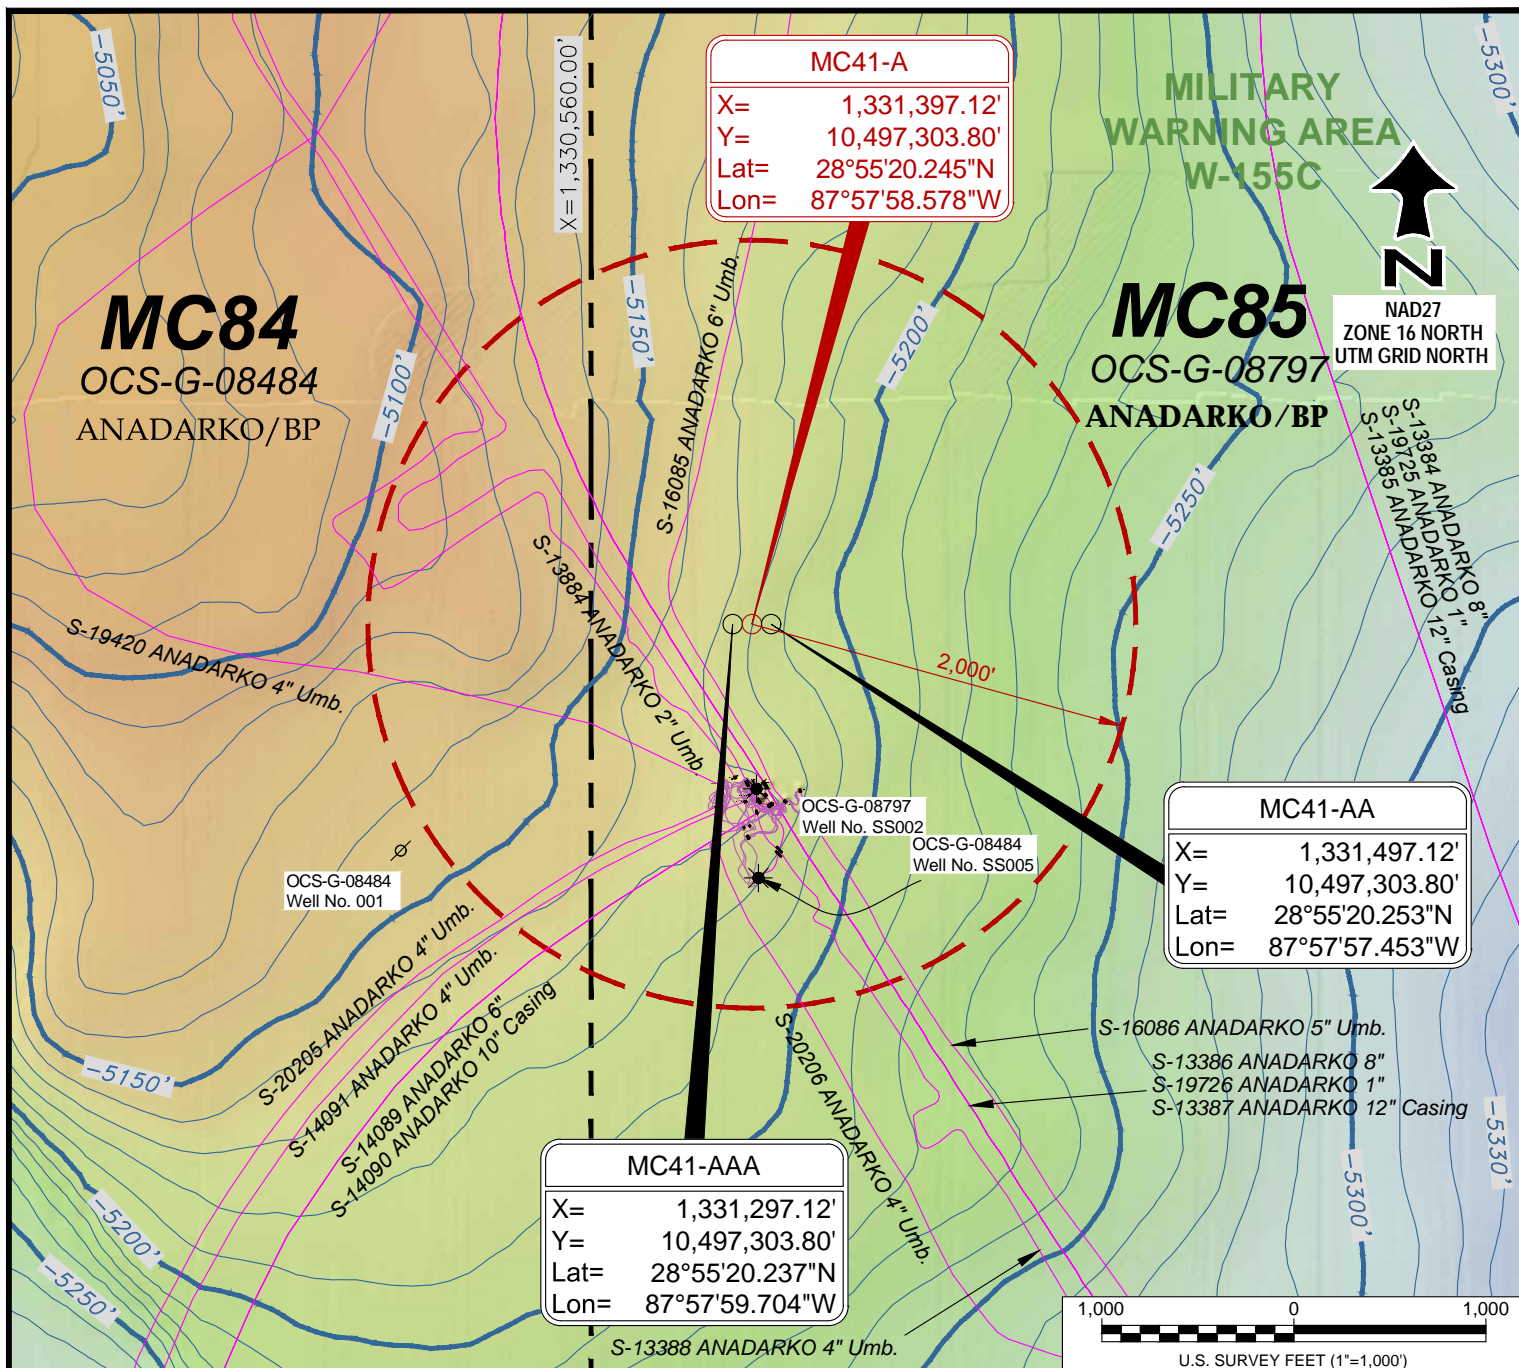 -5050'
X=1,330,560.00'
MC41-A
X= 1,331,397.12'
Y= 10,497,303.80'
Lat= 28°55'20.245"N
Lon= 87°57'58.578"W
MILITARY
WARNING AREA
W-155C
-5300'
N
NAD27
ZONE 16 NORTH
UTM GRID NORTH
MC84
OCS-G-08484
ANADARKO/BP
-5100'
-5150'
S-16085 ANADARKO 6" Umb.
-5200'
MC85
OCS-G-08797
ANADARKO/BP
S-13384 ANADARKO 8"
S-19725 ANADARKO 1"
S-13385 ANADARKO 12" Casing
-5250'
S-13884 ANADARKO 2" Umb.
S-19420 ANADARKO 4" Umb.
2,000'
OCS-G-08797
Well No. SS002
OCS-G-08484
Well No. SS005
OCS-G-08484
Well No. 001
MC41-AA
X= 1,331,497.12'
Y= 10,497,303.80'
Lat= 28°55'20.253"N
Lon= 87°57'57.453"W
S-20205 ANADARKO 4" Umb.
S-14091 ANADARKO 4" Umb.
S-14089 ANADARKO 6"
S-14090 ANADARKO 10" Casing
-5150'
S-20206 ANADARKO 4" Umb.
S-16086 ANADARKO 5" Umb.
S-13386 ANADARKO 8"
S-19726 ANADARKO 1"
S-13387 ANADARKO 12" Casing
-5330'
-5300'
MC41-AAA
X= 1,331,297.12'
Y= 10,497,303.80'
Lat= 28°55'20.237"N
Lon= 87°57'59.704"W
-5200'
-5250'
S-13388 ANADARKO 4" Umb.
1,000 0 1,000
U.S. SURVEY FEET (1"=1,000')